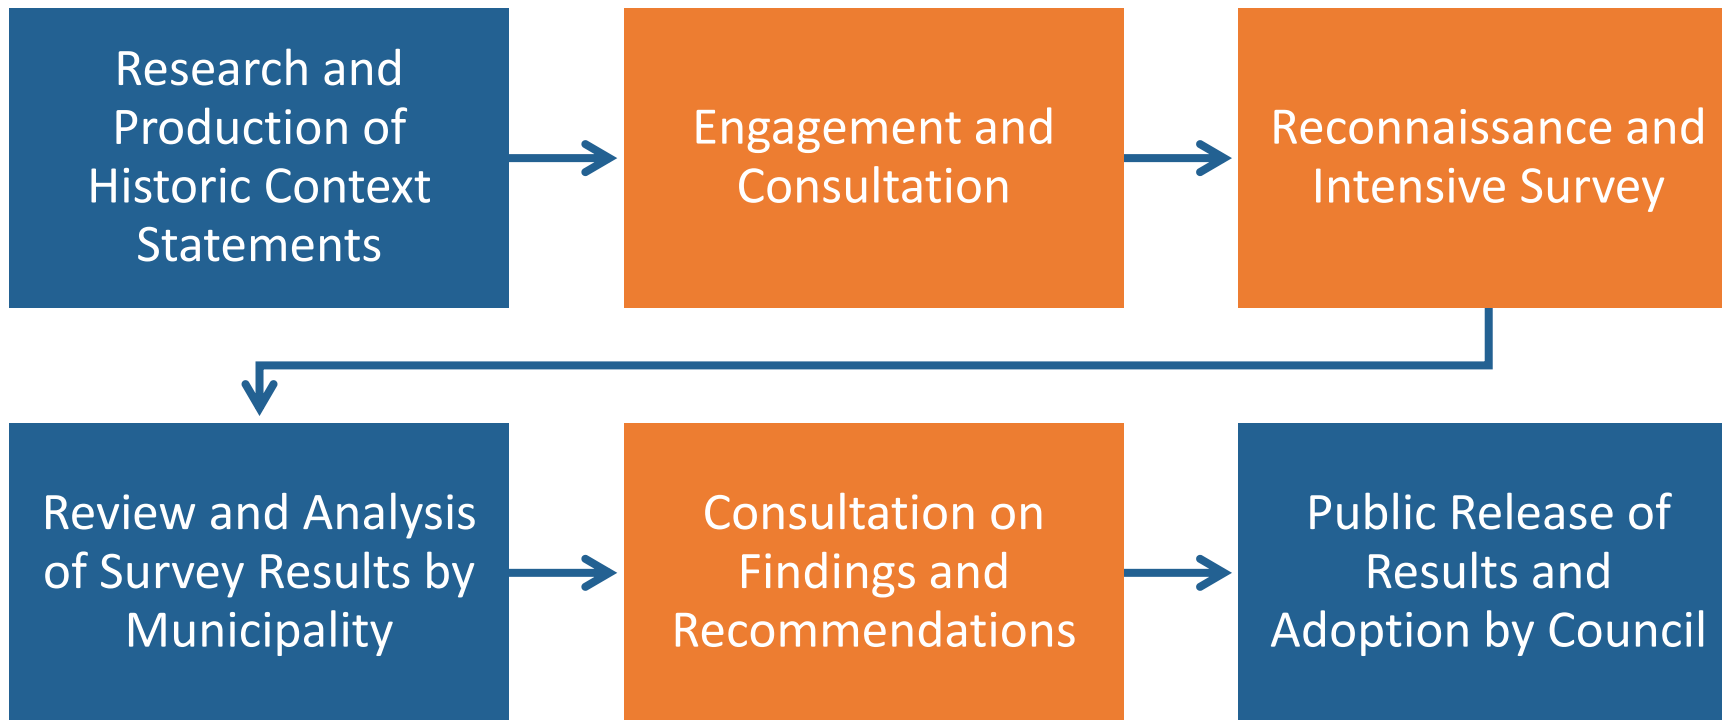 Research and
Production of
Historic Context
Statements
Engagement and
Consultation
Reconnaissance and
Intensive Survey
Review and Analysis
of Survey Results by
Municipality
Consultation on
Findings and
Recommendations
Public Release of
Results and
Adoption by Council